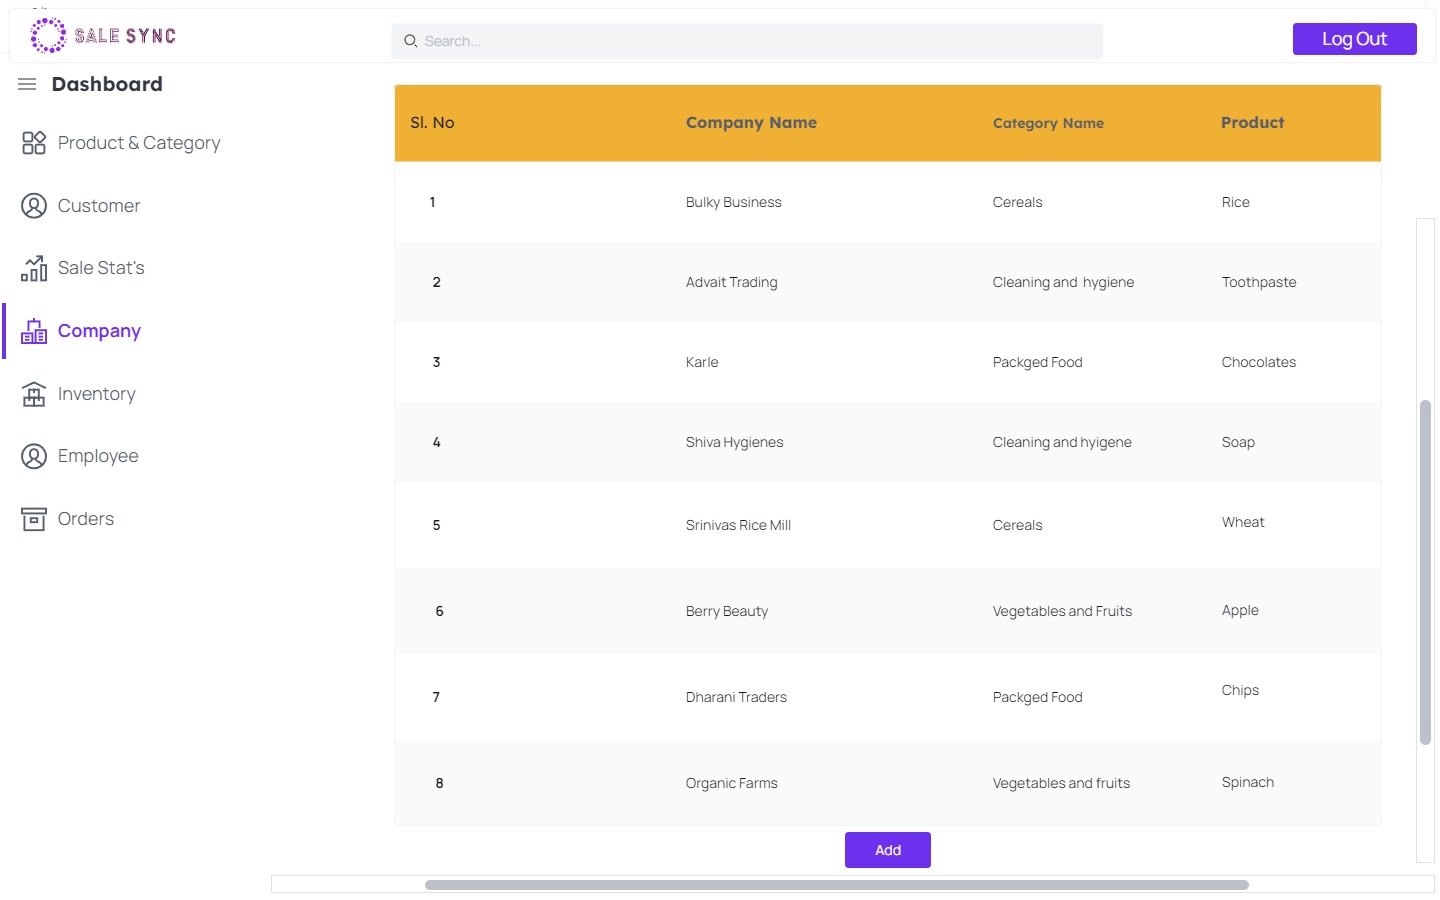 SALE SYNC
Search...
Log Out
Dashboard
Product & Category
Customer
Sale Stat's
Company
Inventory
Employee
Orders
Sl. No Company Name Category Name Product
1 Bulky Business Cereals Rice
2 Advait Trading Cleaning and hygiene Toothpaste
3 Karle Packged Food Chocolates
4 Shiva Hygienes Cleaning and hyigene Soap
5 Srinivas Rice Mill Cereals Wheat
6 Berry Beauty Vegetables and Fruits Apple
7 Dharani Traders Packged Food Chips
8 Organic Farms Vegetables and fruits Spinach
Add